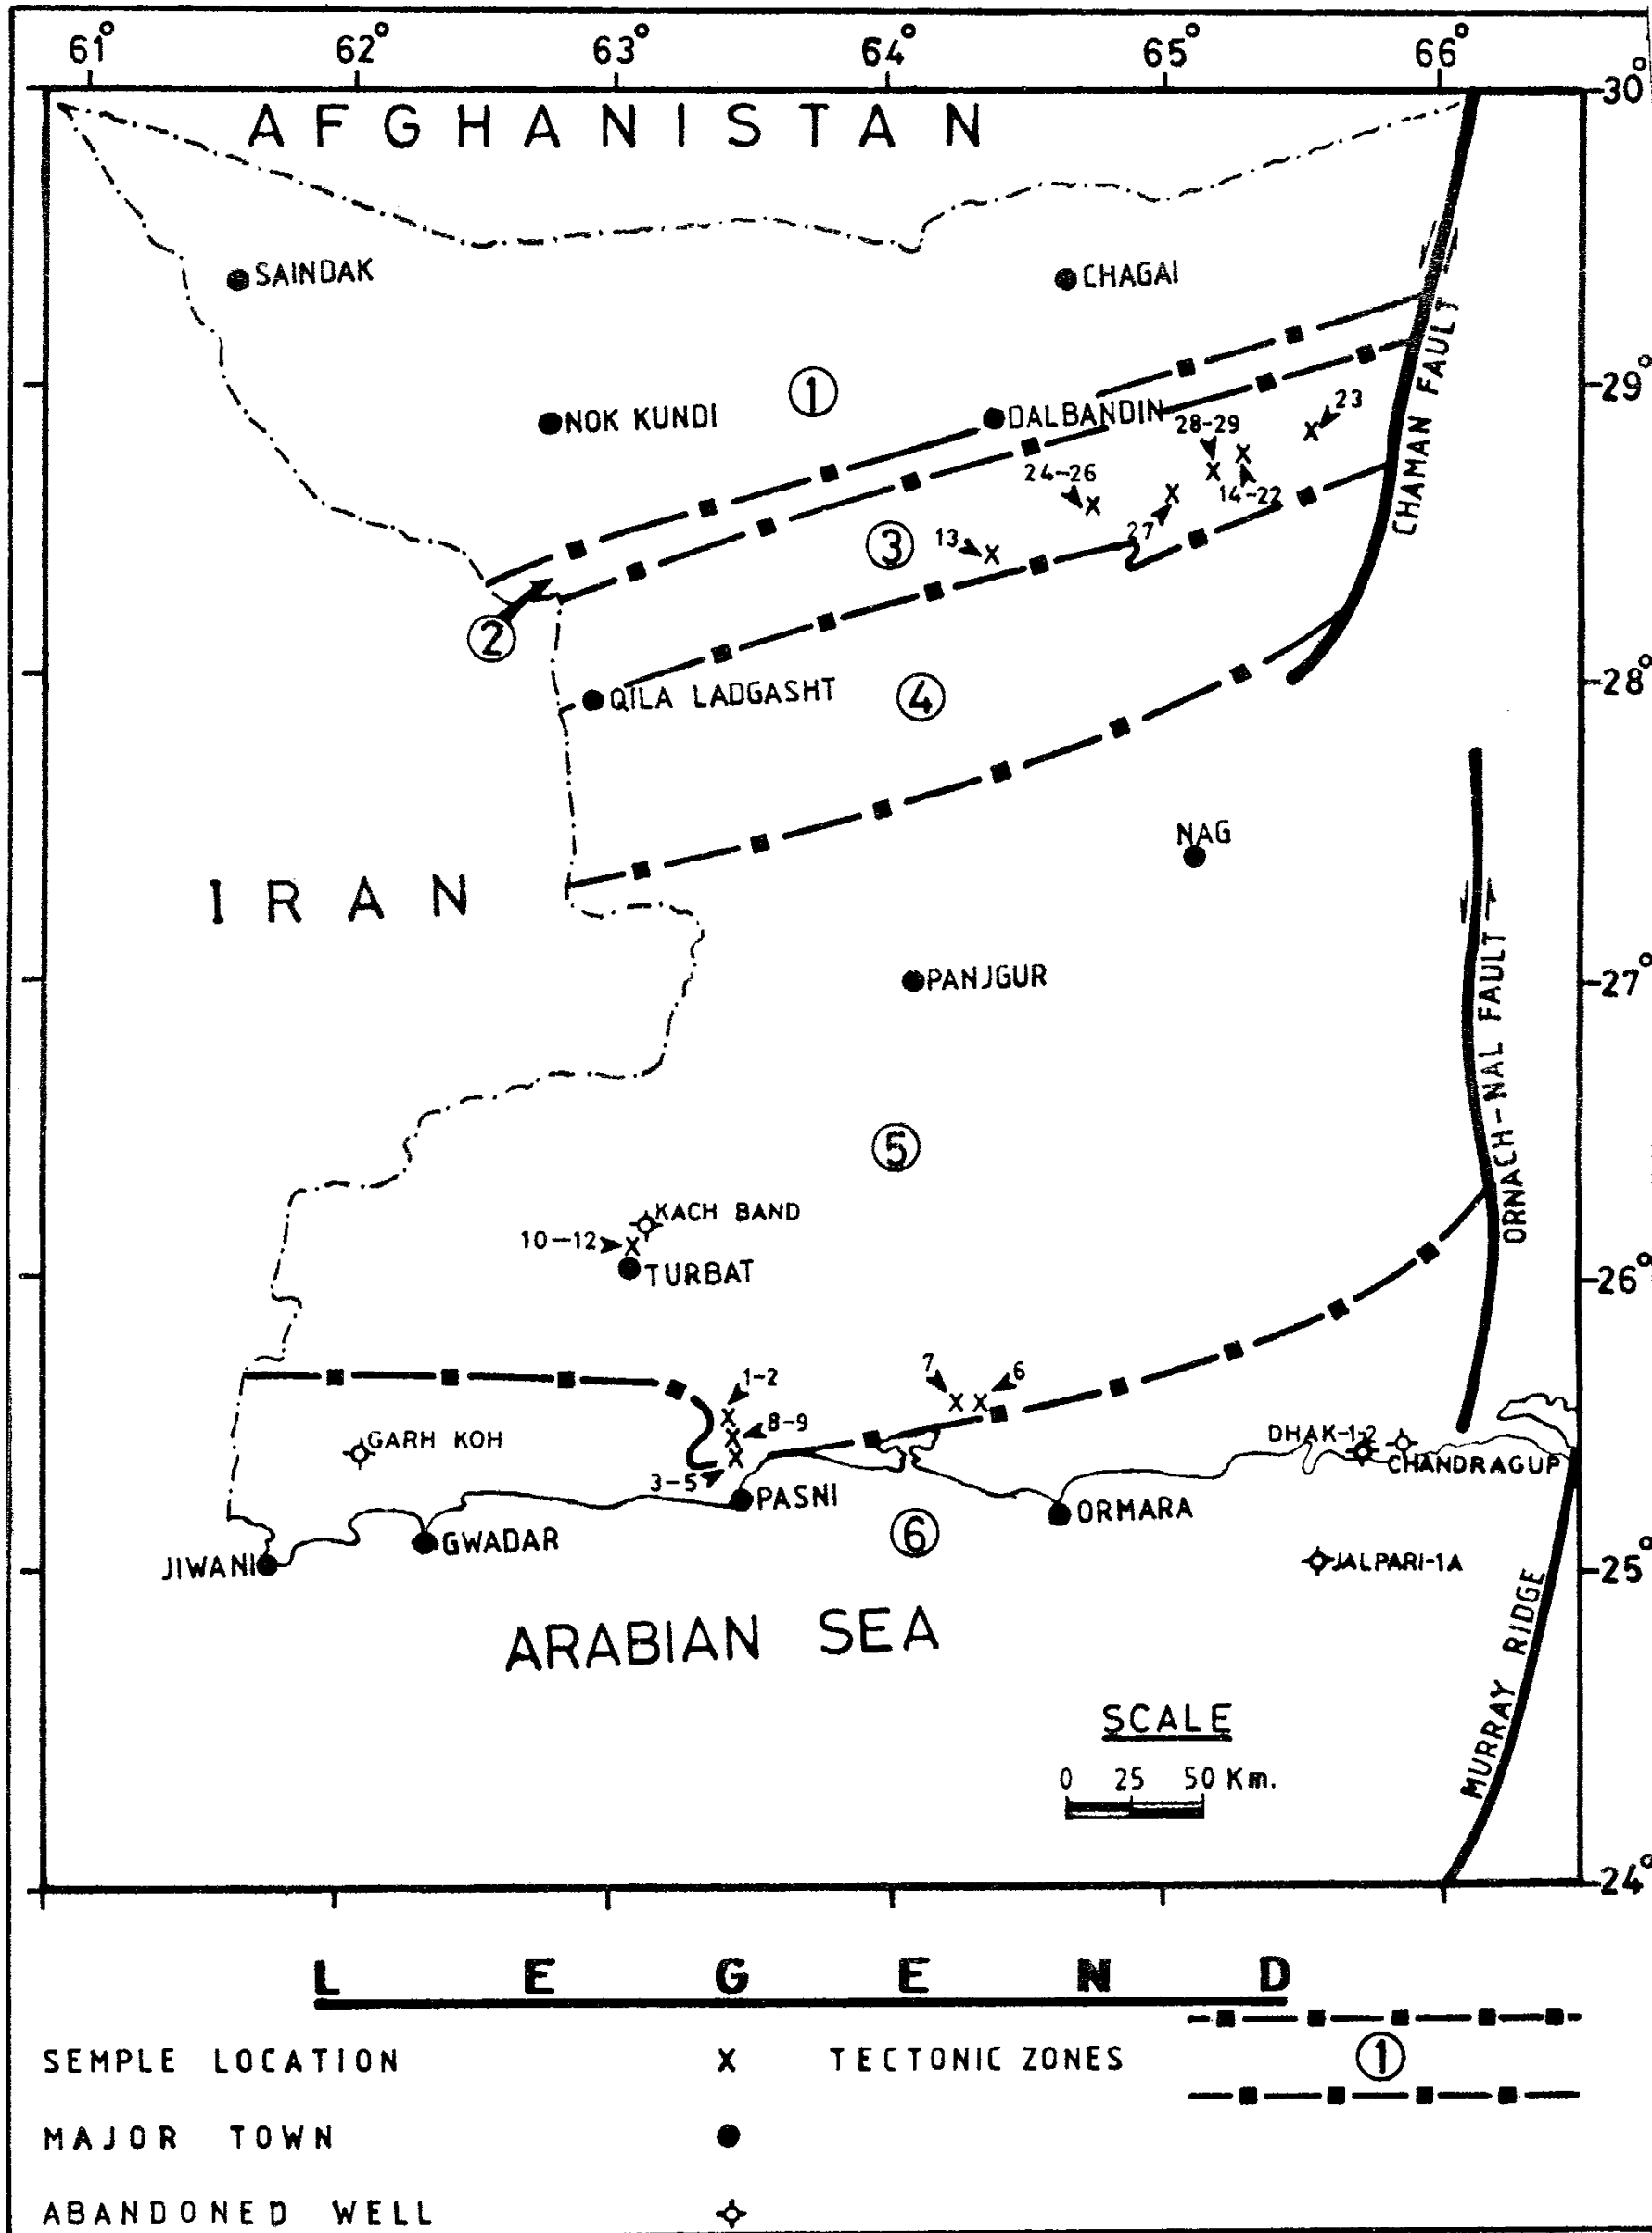 61° 62° 63° 64° 65° 66°
30°
AFGHANISTAN
SAINDAK
CHAGAI
29°
①
NOK KUNDI
DALBANDIN
CHAMAN FAULT
23
28-29
24-26
14-22
27
13
③
②
28°
QILA LADGASHT
④
NAG
IRAN
27°
PANJGUR
ORNACH-NAL FAULT
⑤
KACH BAND
10-12
TURBAT
26°
7
6
1-2
8-9
GARH KOH
DHAK-1-2
CHANDRAGUP
3-5
PASNI
ORMARA
⑥
GWADAR
JIWANI
JALPARI-1A
25°
ARABIAN SEA
MURRAY RIDGE
SCALE
0 25 50 Km.
24°
LEGEND
SEMPLE LOCATION X TECTONIC ZONES ①
MAJOR TOWN
ABANDONED WELL